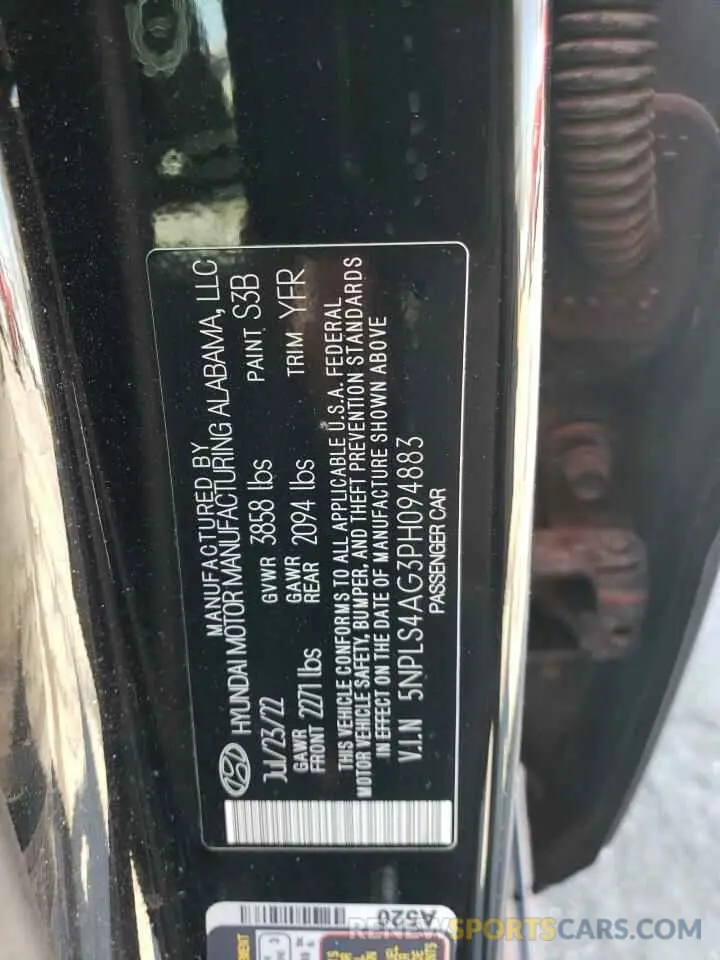 MANUFACTURED BY
HYUNDAI MOTOR MANUFACTURING ALABAMA, LLC
Jul/23/22 GVWR 3858 lbs PAINT S3B
GAWR FRONT 2271 lbs GAWR REAR 2094 lbs TRIM YFR
THIS VEHICLE CONFORMS TO ALL APPLICABLE U.S.A. FEDERAL
MOTOR VEHICLE SAFETY, BUMPER, AND THEFT PREVENTION STANDARDS
IN EFFECT ON THE DATE OF MANUFACTURE SHOWN ABOVE
V.I.N 5NPLS4AG3PH094883
PASSENGER CAR
A520
RENEWSPORTSCARS.COM